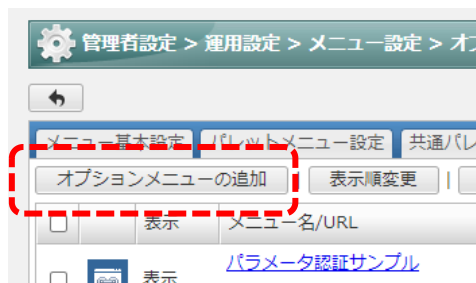 管理者設定 > 運用設定 > メニュー設定 > オプ
メニュー基本設定 パレットメニュー設定 共通パレ
オプションメニューの追加 | 表示順変更 |
表示 メニュー名/URL
パラメータ認証サンプル
表示